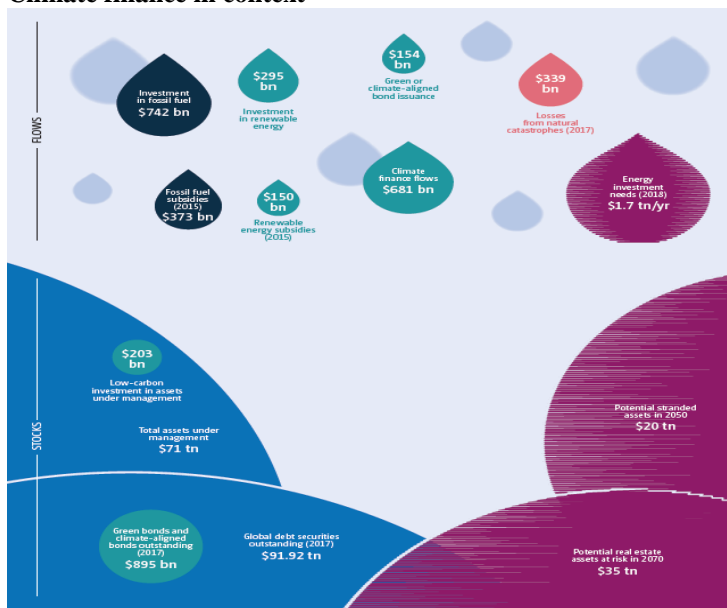 Climate finance in context
FLOWS
Investment
in fossil fuel
$742 bn
$295
bn
Investment
in renewable
energy
$154
bn
Green or
climate-aligned
bond issuance
$339
bn
Losses
from natural
catastrophes (2017)
Fossil fuel
subsidies
(2015)
$373 bn
$150
bn
Renewable
energy subsidies
(2015)
Climate
finance flows
$681 bn
Energy
investment
needs (2018)
$1.7 tn/yr
STOCKS
$203
bn
Low-carbon
investment in assets
under management
Total assets under
management
$71 tn
Potential stranded
assets in 2050
$20 tn
Green bonds and
climate-aligned
bonds outstanding
(2017)
$895 bn
Global debt securities
outstanding (2017)
$91.92 tn
Potential real estate
assets at risk in 2070
$35 tn